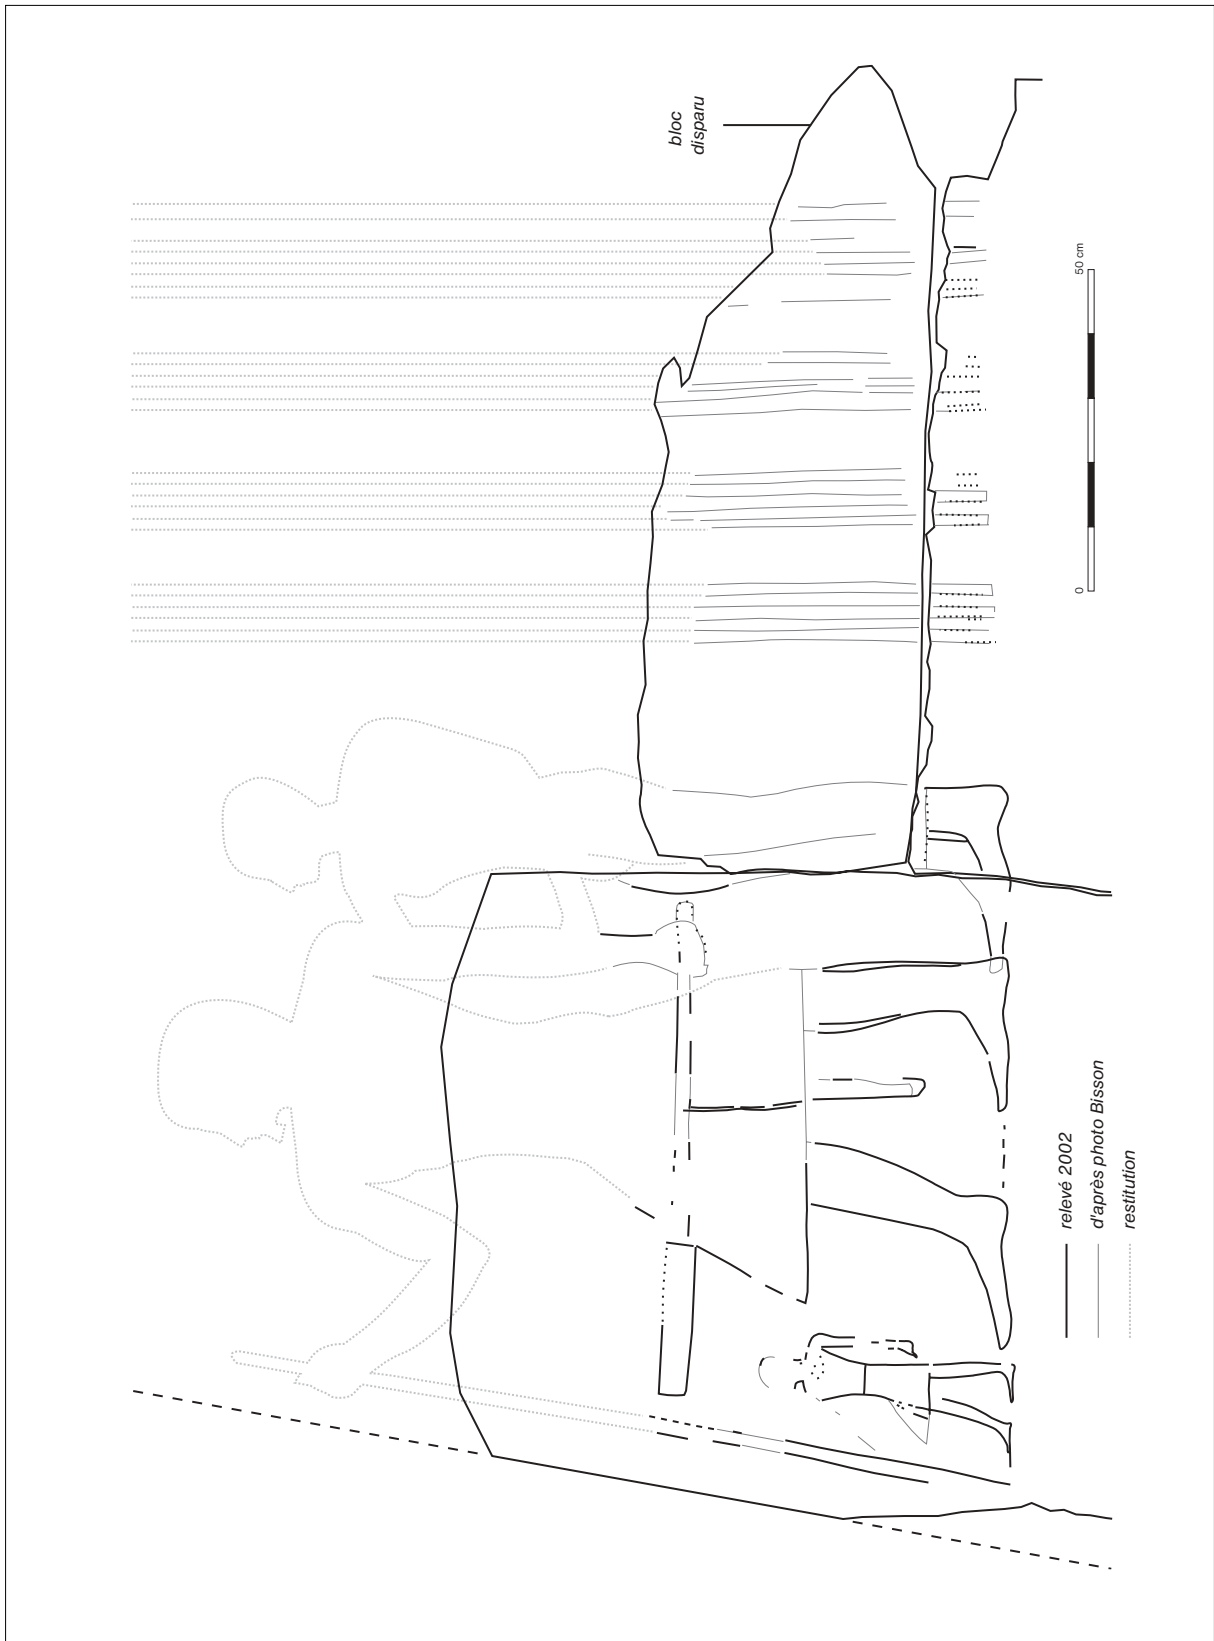 bloc
disparu
50 cm
0
relevé 2002
d'après photo Bisson
restitution